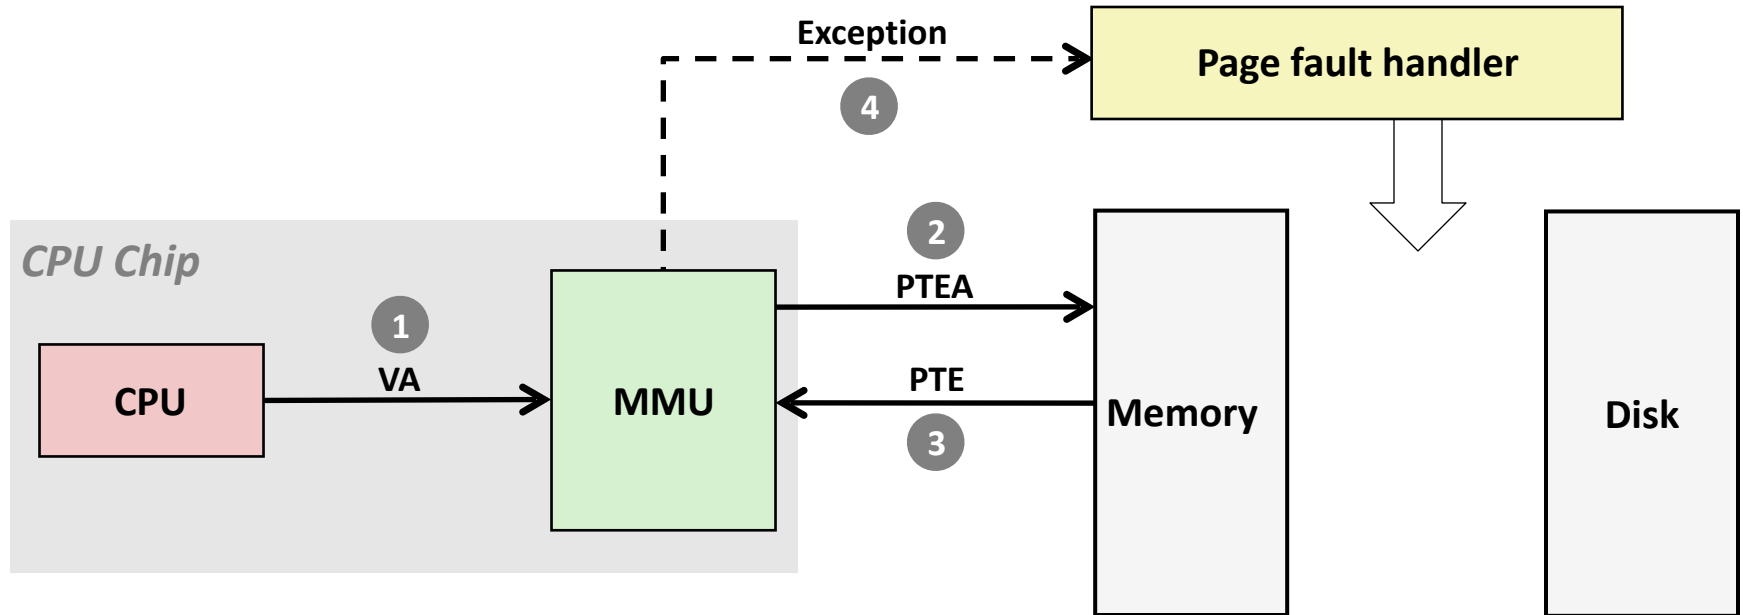 Exception
Page fault handler
4
CPU Chip
2
PTEA
1
VA
CPU
MMU
PTE
3
Memory
Disk